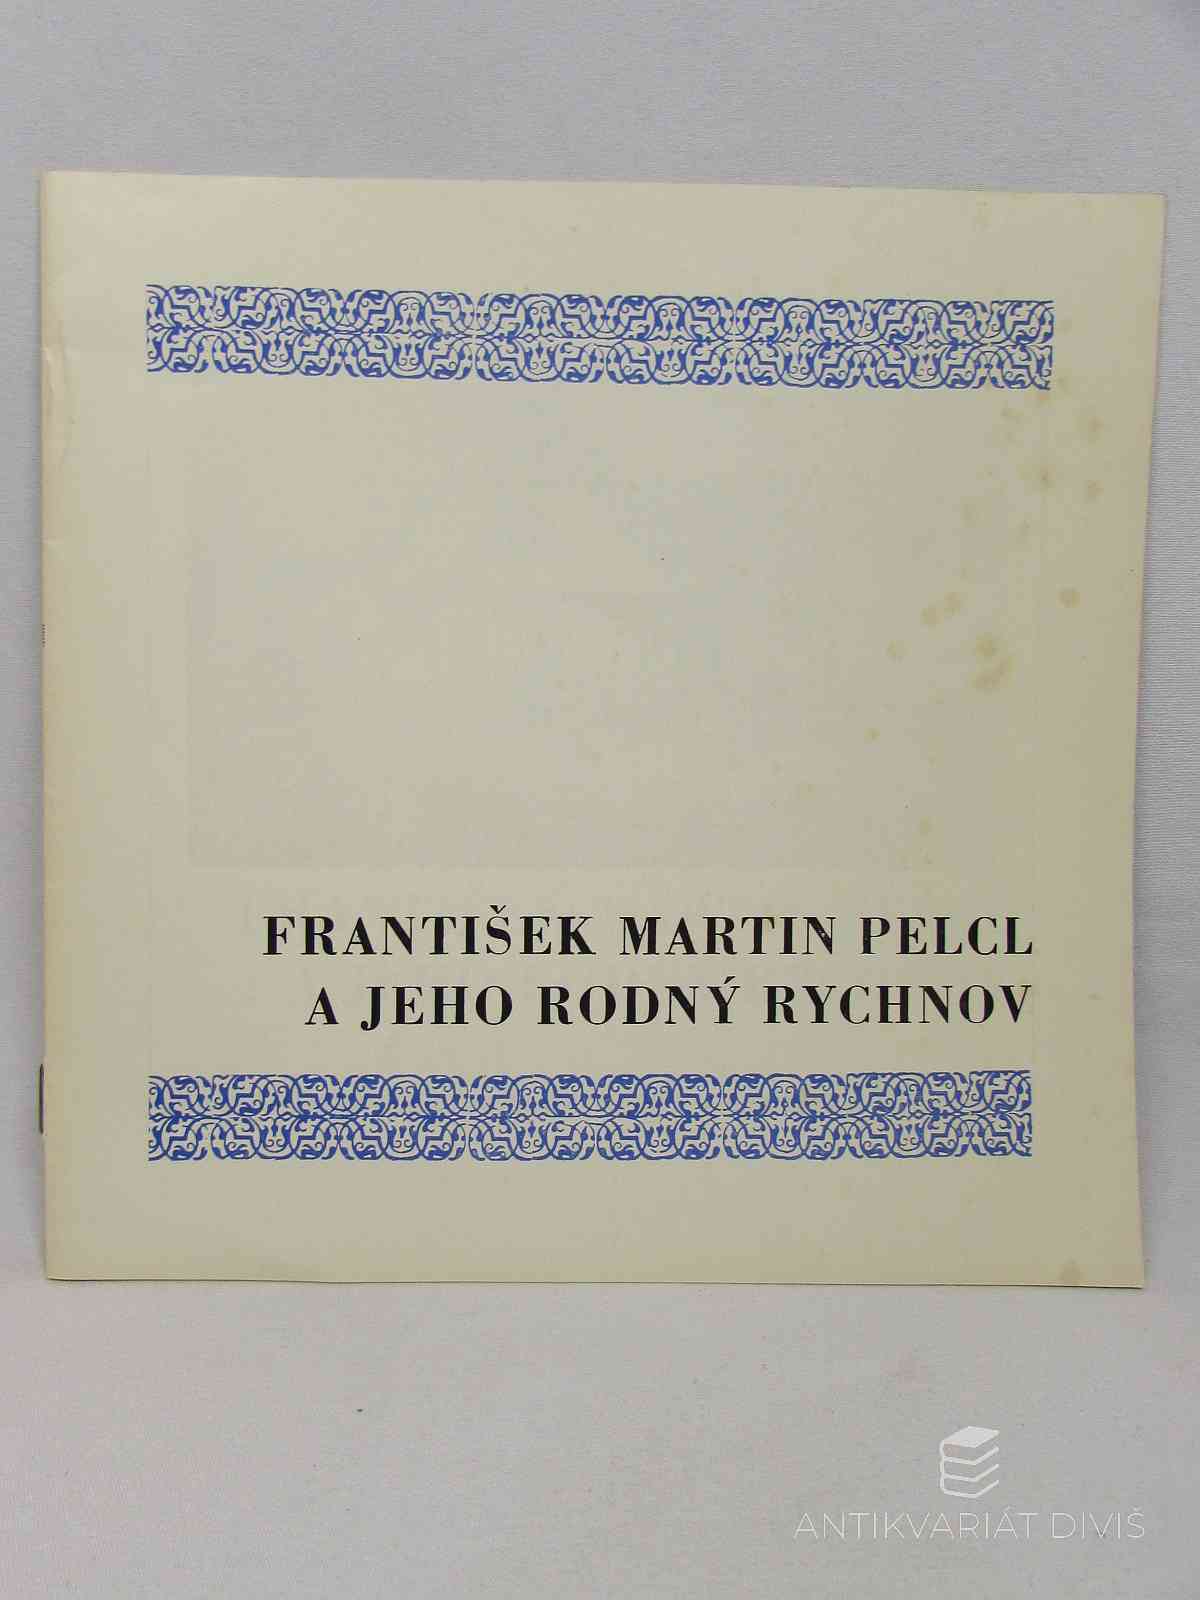 FRANTIŠEK MARTIN PELCL
A JEHO RODNÝ RYCHNOV
ANTIKVARIÁT DIVIŠ